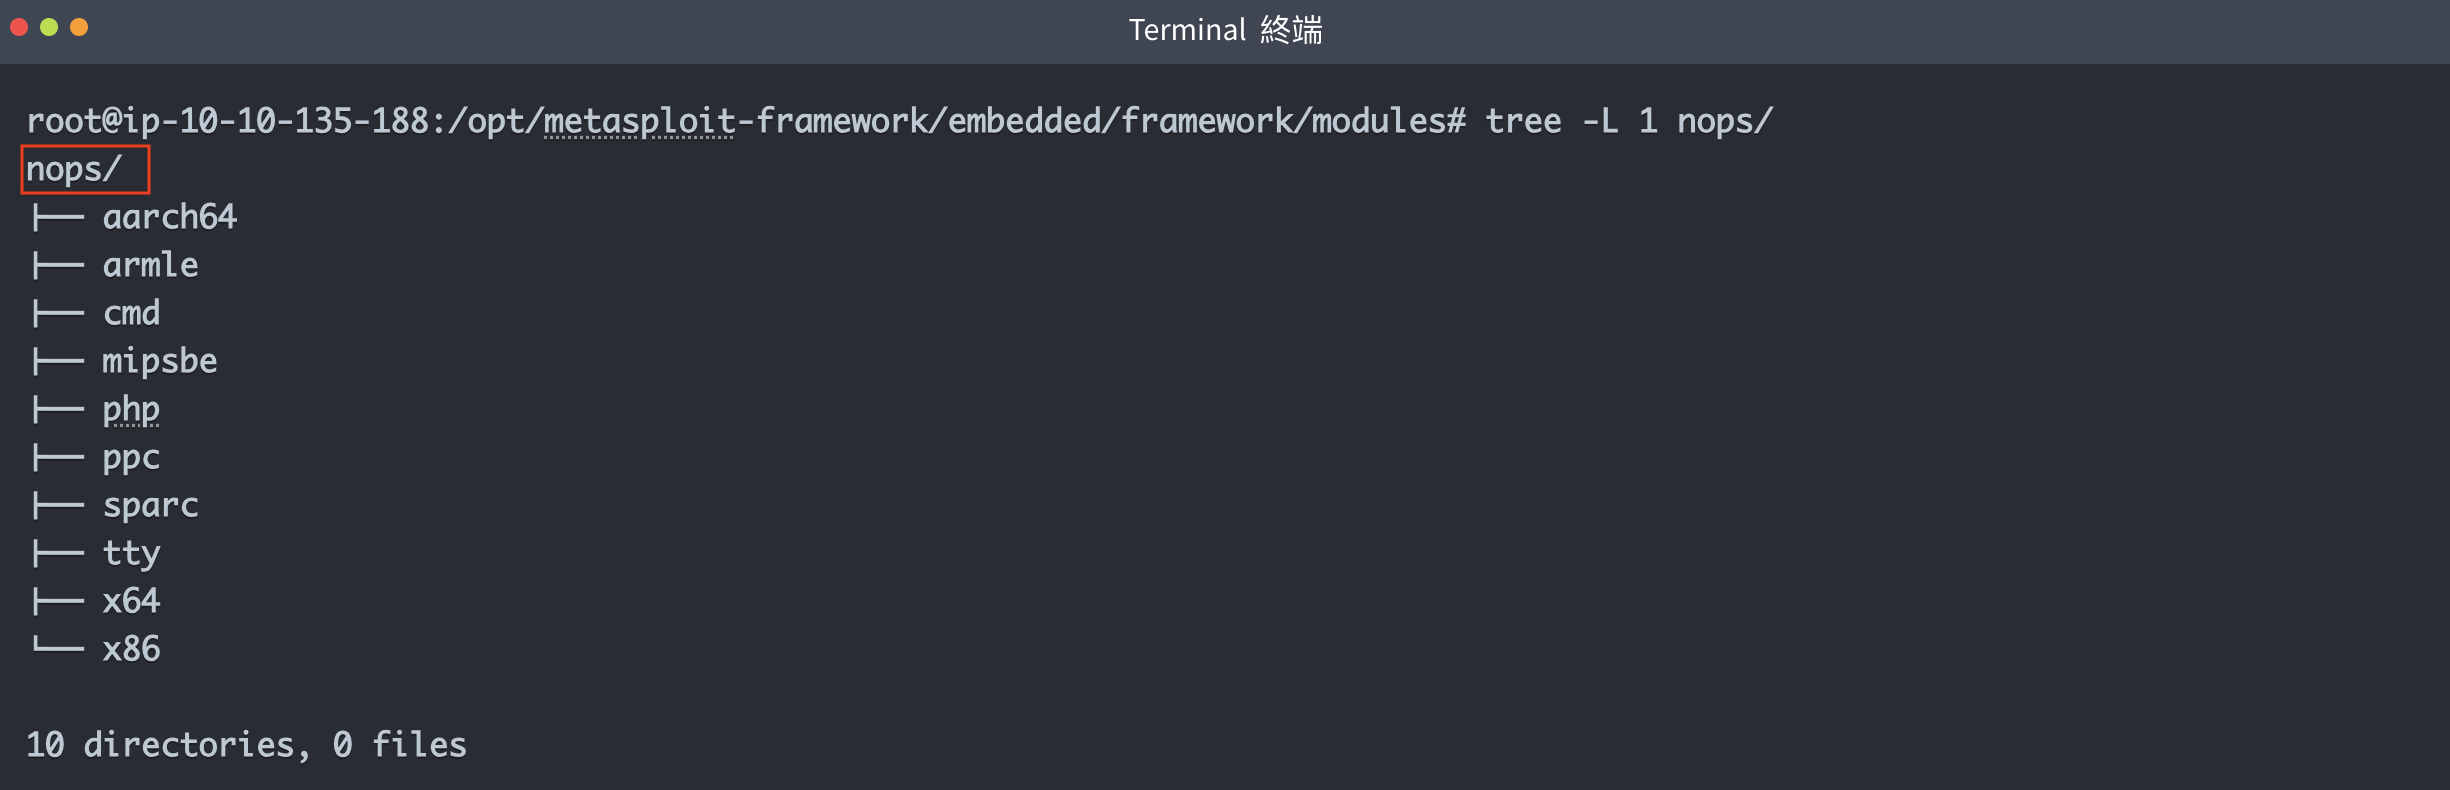 Terminal 終端
root@ip-10-10-135-188:/opt/metasploit-framework/embedded/framework/modules# tree -L 1 nops/
nops/
├── aarch64
├── armle
├── cmd
├── mipsbe
├── php
├── ppc
├── sparc
├── tty
├── x64
└── x86
10 directories, 0 files